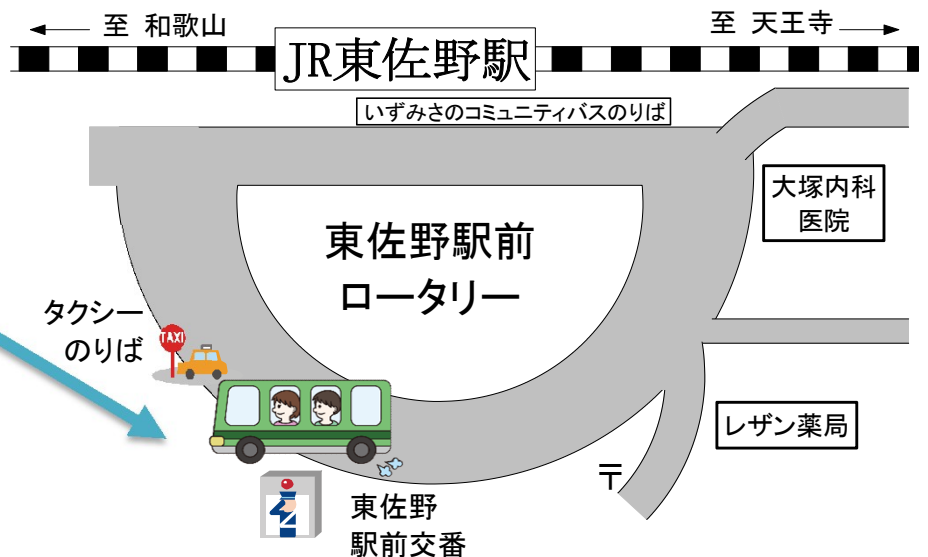 至 和歌山
至 天王寺
JR東佐野駅
いずみさのコミュニティバスのりば
大塚内科
医院
東佐野駅前
ロータリー
タクシー
のりば
TAXI
レザン薬局
〒
東佐野
駅前交番